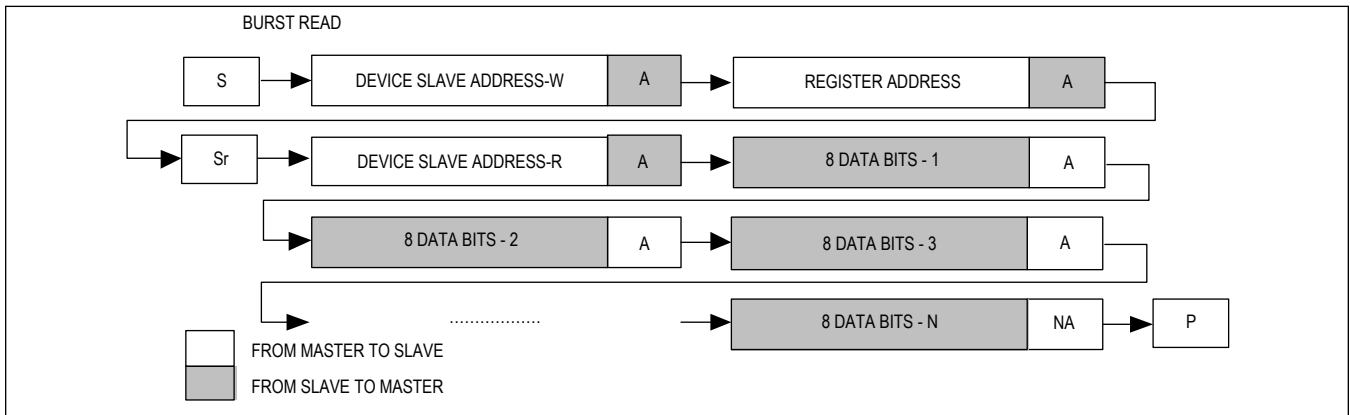 BURST READ
S DEVICE SLAVE ADDRESS-W A REGISTER ADDRESS A
Sr DEVICE SLAVE ADDRESS-R A 8 DATA BITS - 1 A
8 DATA BITS - 2 A 8 DATA BITS - 3 A
.................. 8 DATA BITS - N NA P
FROM MASTER TO SLAVE
FROM SLAVE TO MASTER